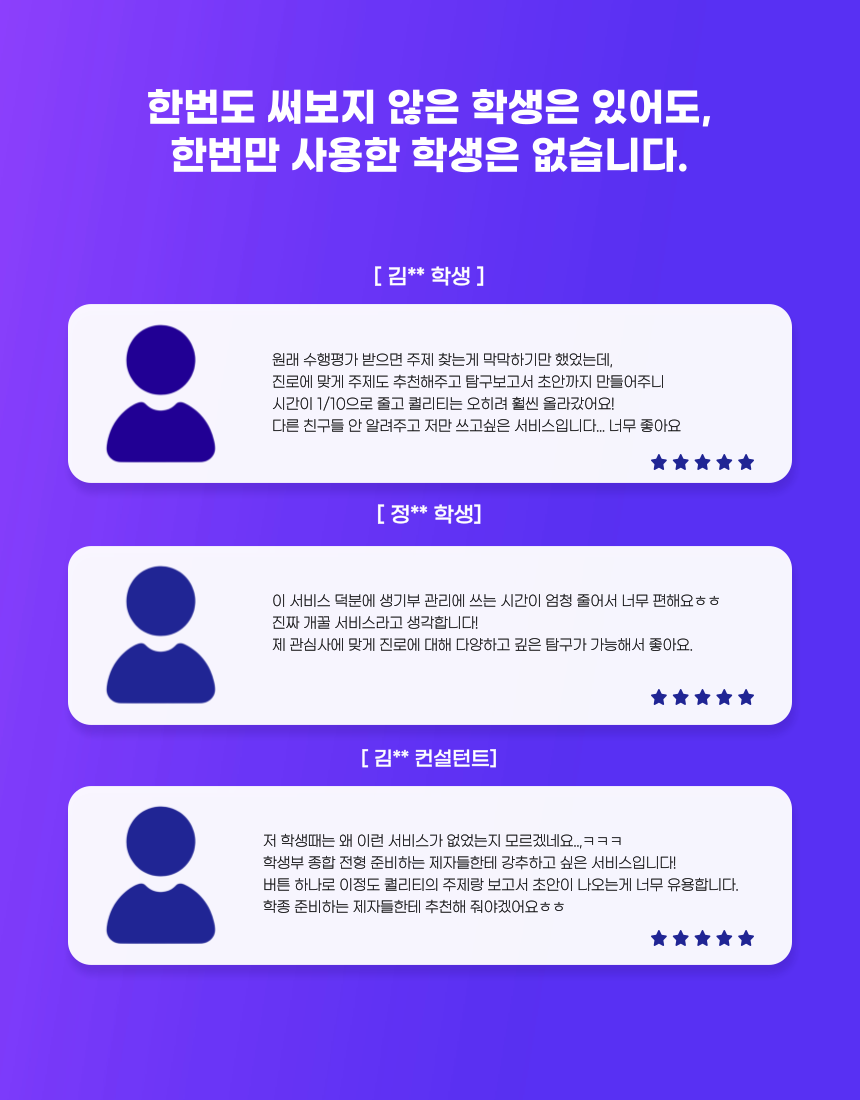 한번도 써보지 않은 학생은 있어도,
한번만 사용한 학생은 없습니다.
[ 김** 학생 ]
원래 수행평가 받으면 주제 찾는게 막막하기만 했었는데,
진로에 맞게 주제도 추천해주고 탐구보고서 초안까지 만들어주니
시간이 1/10으로 줄고 퀄리티는 오히려 훨씬 올라갔어요!
다른 친구들 안 알려주고 저만 쓰고싶은 서비스입니다... 너무 좋아요
[ 정** 학생]
이 서비스 덕분에 생기부 관리에 쓰는 시간이 엄청 줄어서 너무 편해요ㅎㅎ
진짜 개꿀 서비스라고 생각합니다!
제 관심사에 맞게 진로에 대해 다양하고 깊은 탐구가 가능해서 좋아요.
[ 김** 컨설턴트]
저 학생때는 왜 이런 서비스가 없었는지 모르겠네요..,ㅋㅋㅋ
학생부 종합 전형 준비하는 제자들한테 강추하고 싶은 서비스입니다!
버튼 하나로 이정도 퀄리티의 주제랑 보고서 초안이 나오는게 너무 유용합니다.
학종 준비하는 제자들한테 추천해 줘야겠어요ㅎㅎ